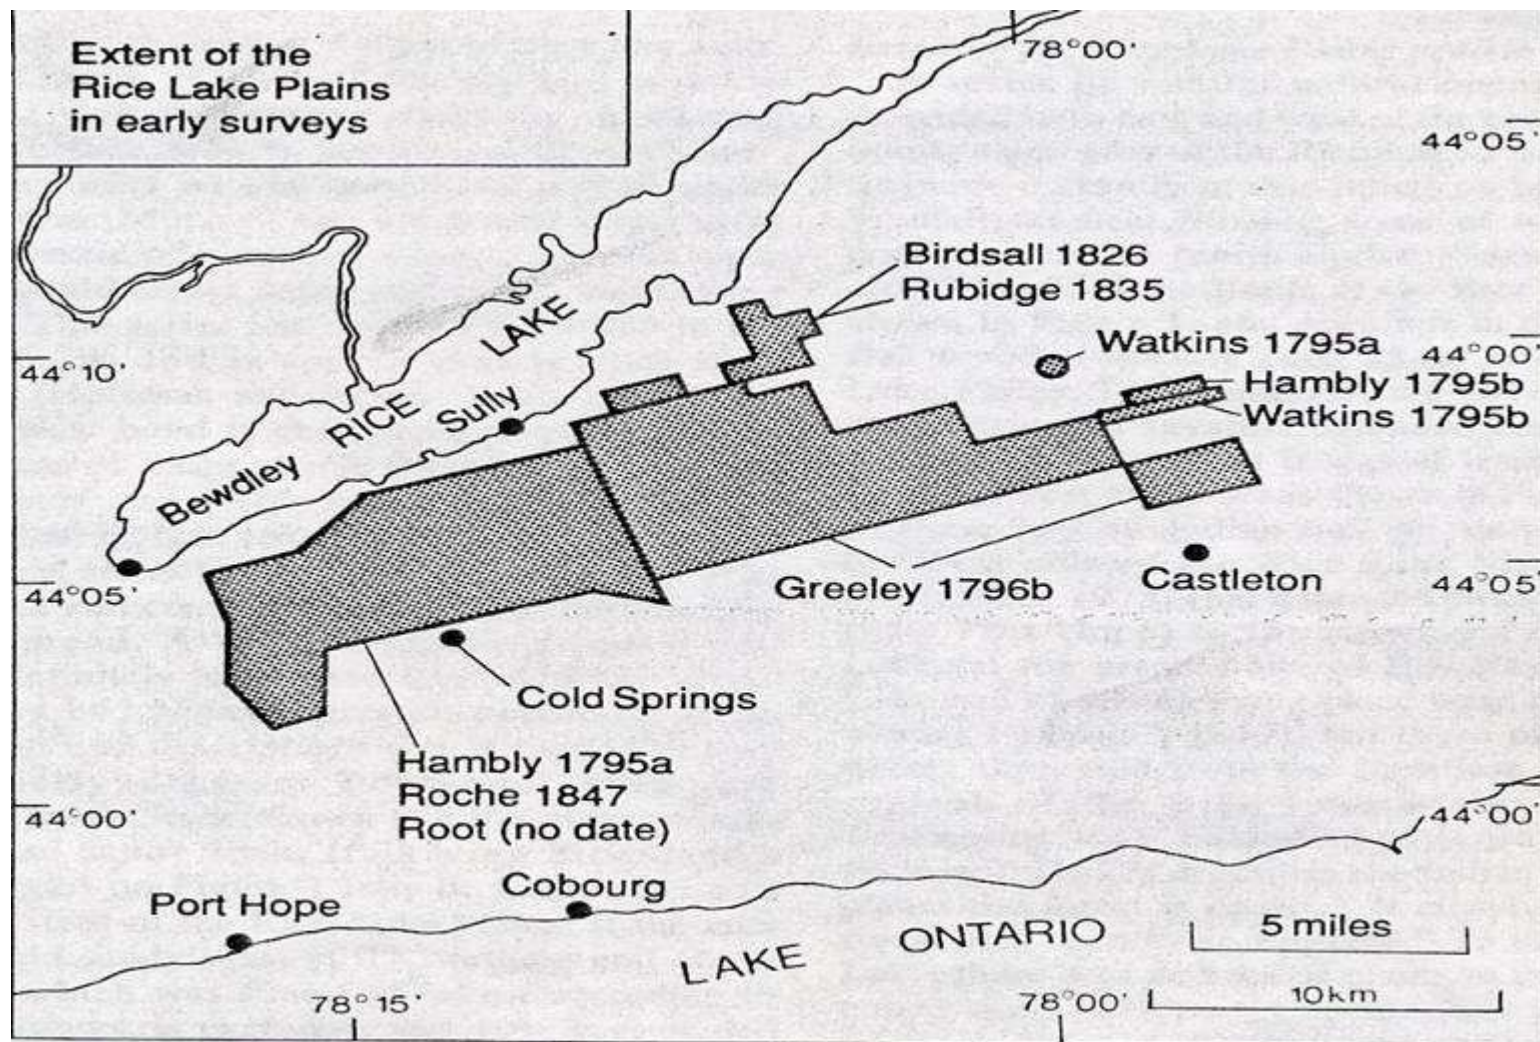 Extent of the
Rice Lake Plains
in early surveys
78°00'
44°05'
Birdsall 1826
Rubidge 1835
LAKE
Watkins 1795a
44°00'
44°10'
Hambly 1795b
RICE
Sully
Watkins 1795b
Bewdley
44°05'
Greeley 1796b
Castleton
44°05'
Cold Springs
Hambly 1795a
Roche 1847
Root (no date)
44°00'
44°00'
Cobourg
Port Hope
LAKE ONTARIO
5 miles
78°15'
78°00'
10km